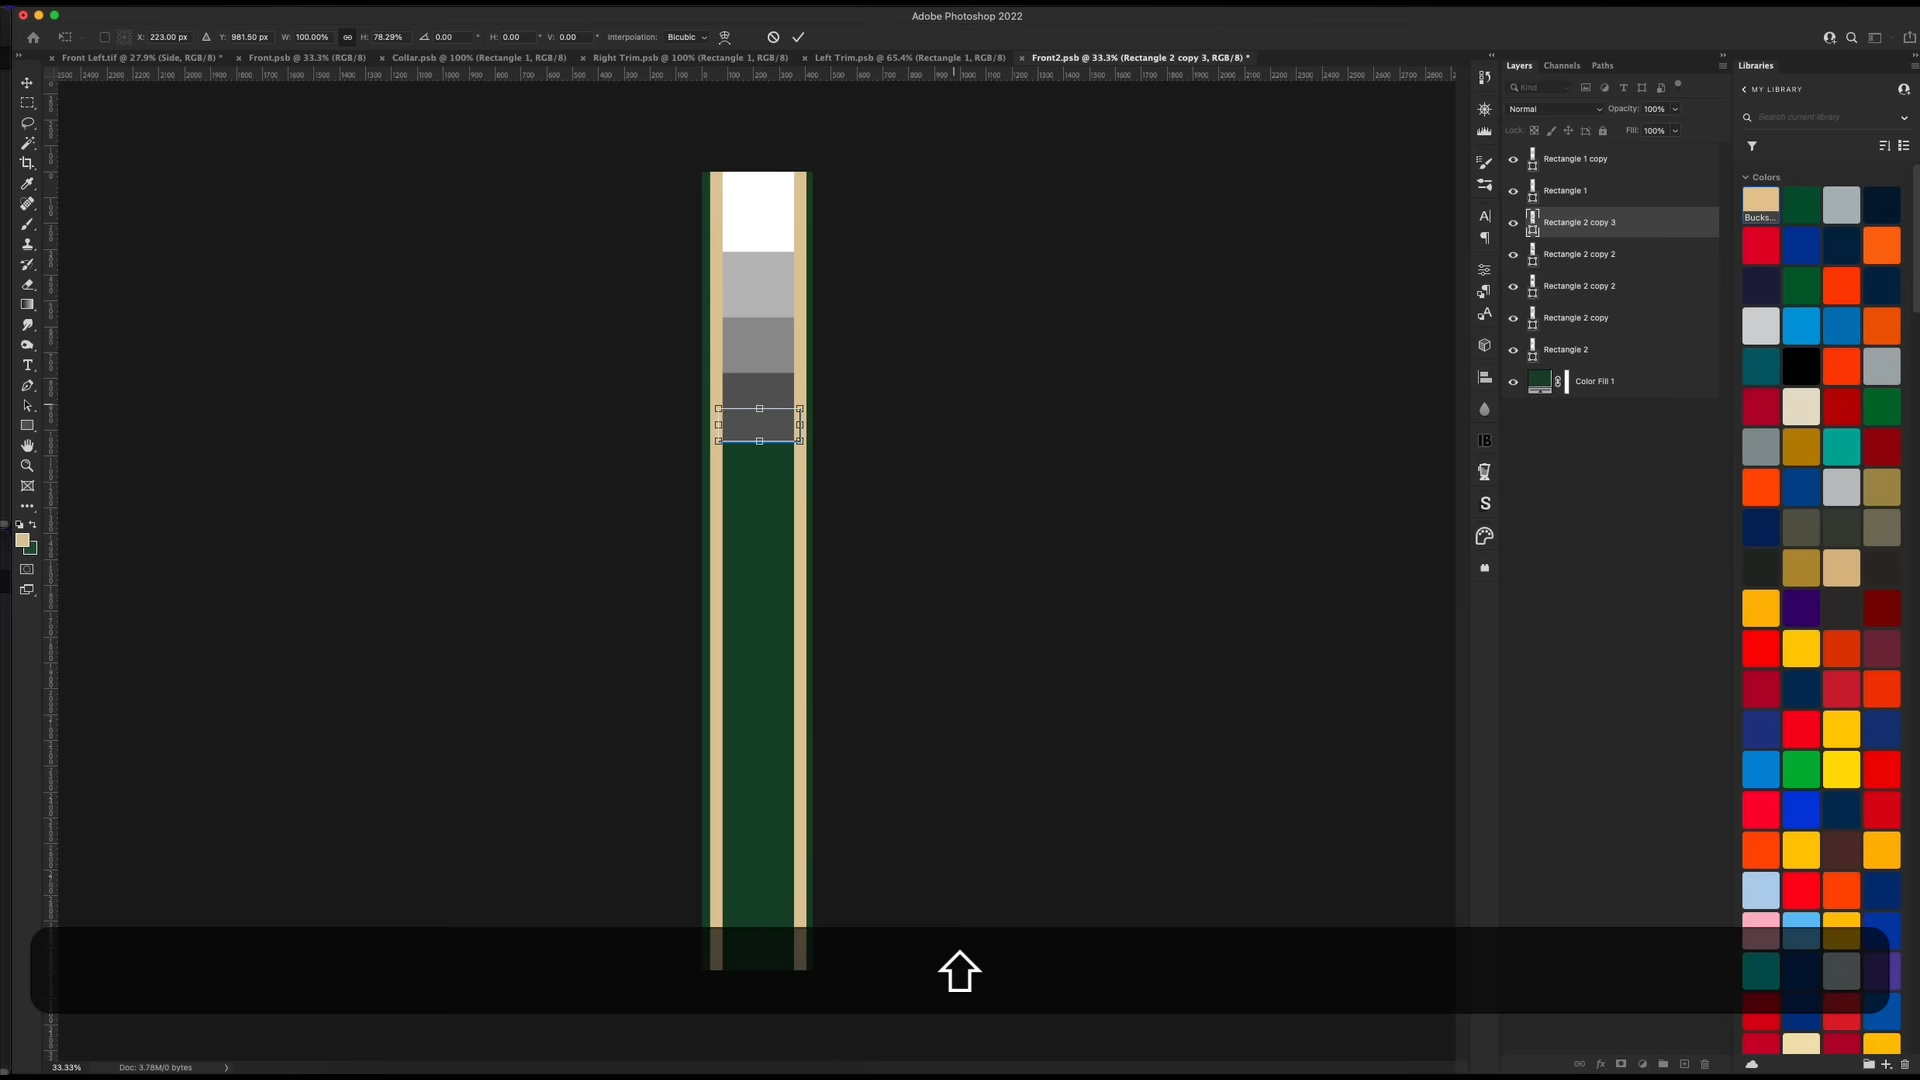 Adobe Photoshop 2022
X: 223.00 px Y: 981.50 px W: 100.00% H: 78.29% 0.00 ° H: 0.00 ° V: 0.00 ° Interpolation: Bicubic
Front Left.tif @ 27.9% (Side, RGB/8) * Front.psb @ 33.3% (RGB/8) Collar.psb @ 100% (Rectangle 1, RGB/8) Right Trim.psb @ 100% (Rectangle 1, RGB/8) Left Trim.psb @ 65.4% (Rectangle 1, RGB/8) Front2.psb @ 33.3% (Rectangle 2 copy 3, RGB/8) *
Layers Channels Paths
Kind
Normal Opacity: 100%
Lock: Fill: 100%
Rectangle 1 copy
Rectangle 1
Rectangle 2 copy 3
Rectangle 2 copy 2
Rectangle 2 copy 2
Rectangle 2 copy
Rectangle 2
Color Fill 1
Libraries
MY LIBRARY
Search current library
Colors
Bucks...
IB
S
33.33% Doc: 3.78M/0 bytes